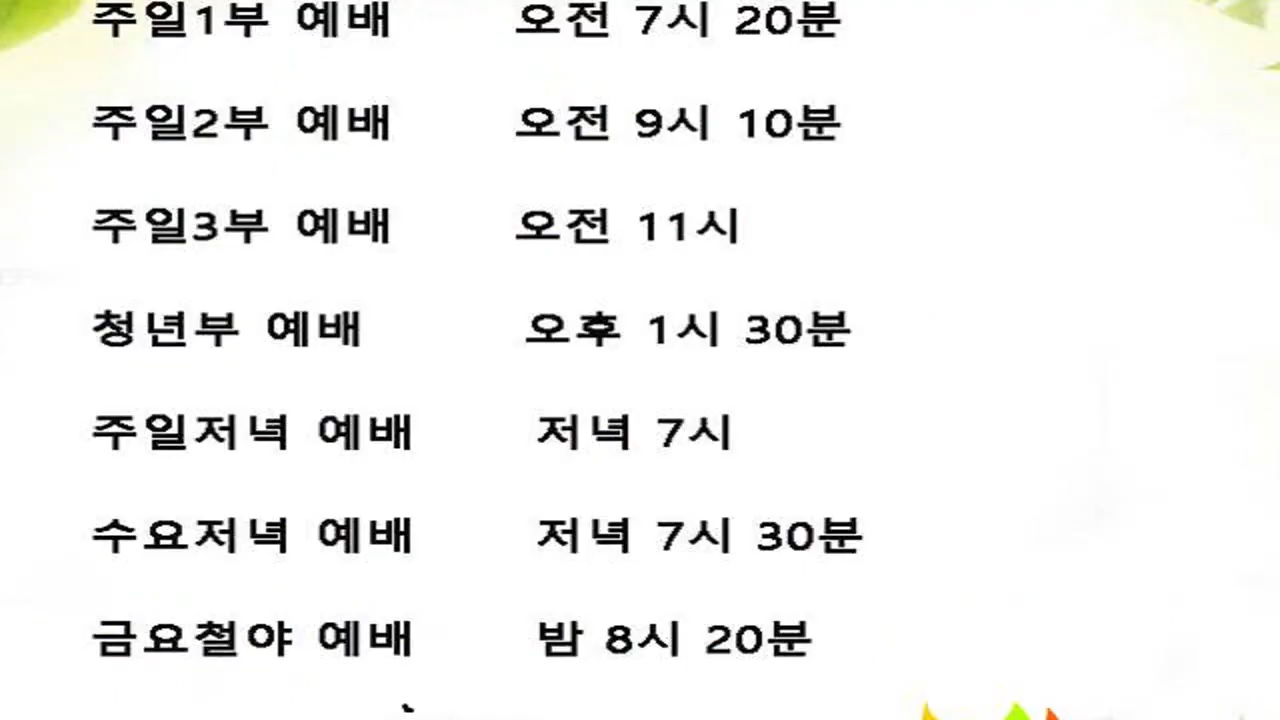 주일1부 예배 오전 7시 20분
주일2부 예배 오전 9시 10분
주일3부 예배 오전 11시
청년부 예배 오후 1시 30분
주일저녁 예배 저녁 7시
수요저녁 예배 저녁 7시 30분
금요철야 예배 밤 8시 20분